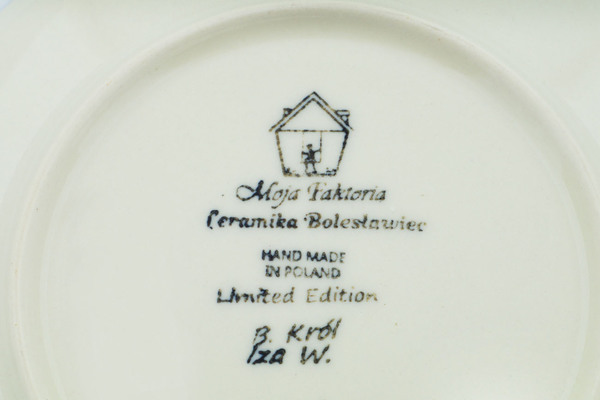 Moja Faktoria
Ceramika Bolesławiec
HAND MADE
IN POLAND
Limited Edition
B. Król
Iza W.